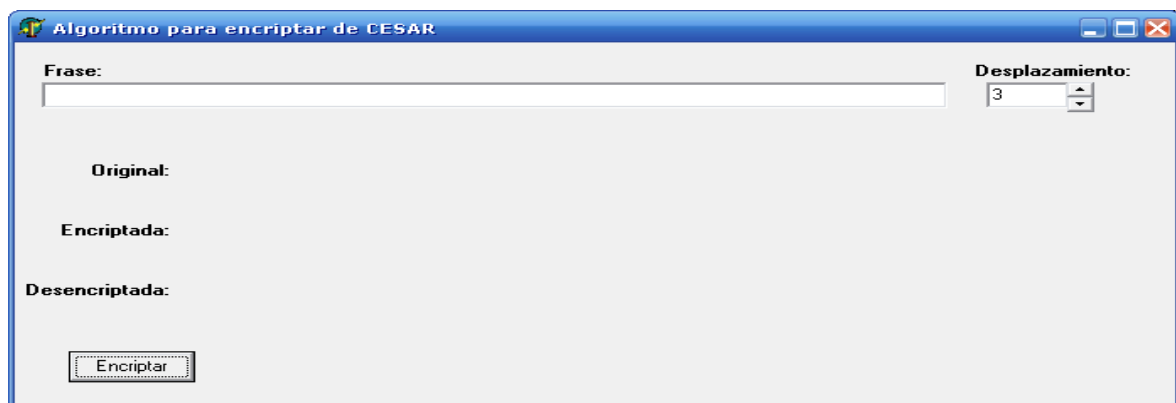 Algoritmo para encriptar de CESAR
Frase: Desplazamiento:
3
Original:
Encriptada:
Desencriptada:
Encriptar